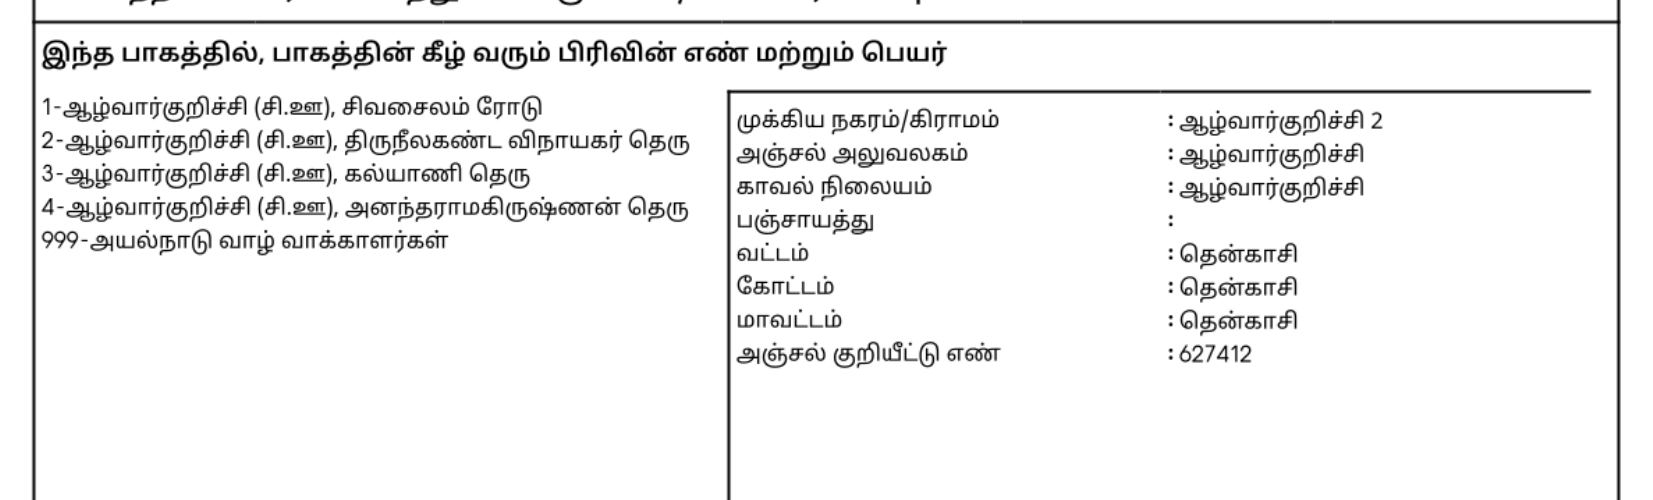 இந்த பாகத்தில், பாகத்தின் கீழ் வரும் பிரிவின் எண் மற்றும் பெயர்
1-ஆழ்வார்குறிச்சி (சி.ஊ), சிவசைலம் ரோடு
2-ஆழ்வார்குறிச்சி (சி.ஊ), திருநீலகண்ட விநாயகர் தெரு
3-ஆழ்வார்குறிச்சி (சி.ஊ), கல்யாணி தெரு
4-ஆழ்வார்குறிச்சி (சி.ஊ), அனந்தராமகிருஷ்ணன் தெரு
999-அயல்நாடு வாழ் வாக்காளர்கள்
முக்கிய நகரம்/கிராமம் : ஆழ்வார்குறிச்சி 2
அஞ்சல் அலுவலகம் : ஆழ்வார்குறிச்சி
காவல் நிலையம் : ஆழ்வார்குறிச்சி
பஞ்சாயத்து :
வட்டம் : தென்காசி
கோட்டம் : தென்காசி
மாவட்டம் : தென்காசி
அஞ்சல் குறியீட்டு எண் : 627412